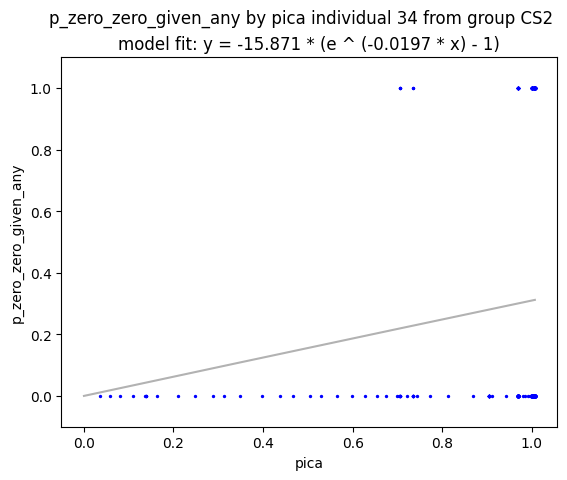 p_zero_zero_given_any by pica individual 34 from group CS2
model fit: y = -15.871 * (e ^ (-0.0197 * x) - 1)
1.0
0.8
0.6
0.4
0.2
0.0
p_zero_zero_given_any
0.0 0.2 0.4 0.6 0.8 1.0
pica